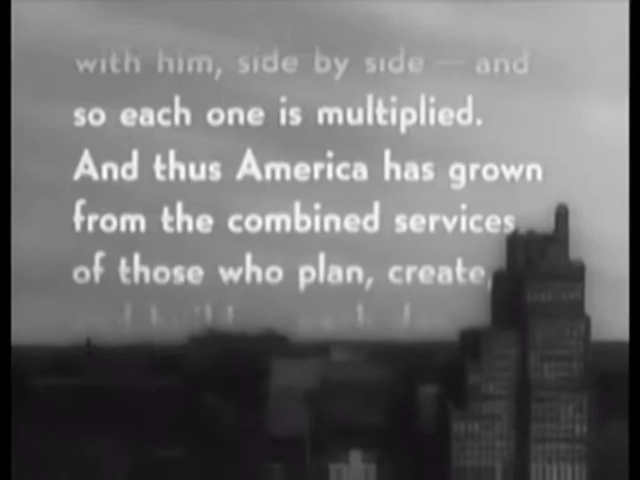 with him, side by side — and
so each one is multiplied.
And thus America has grown
from the combined services
of those who plan, create,